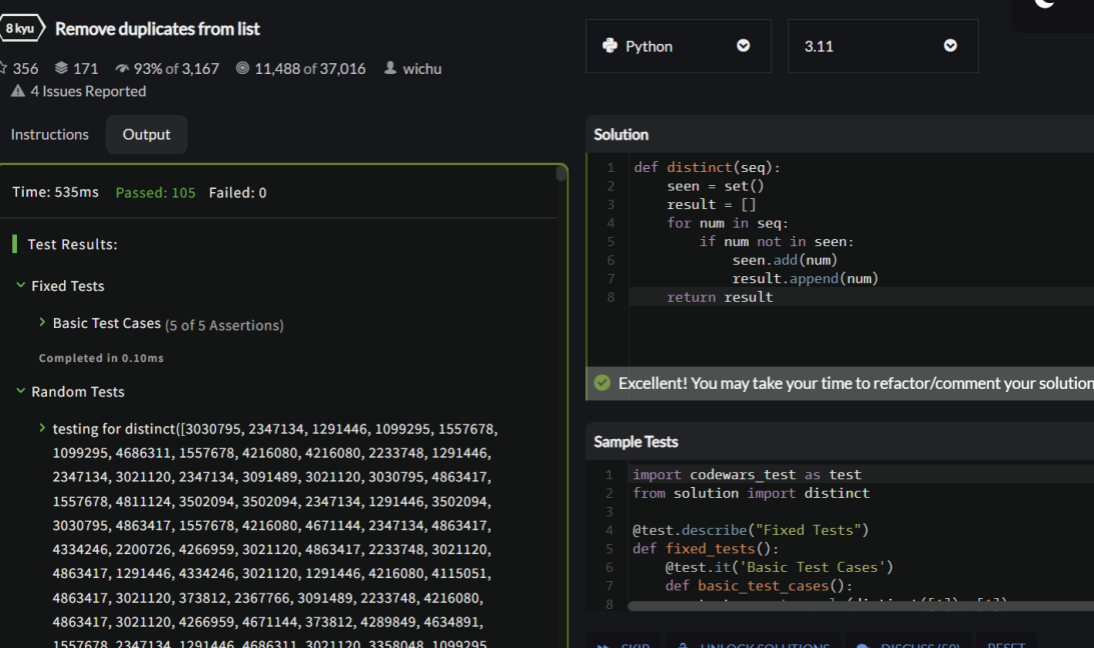 8 kyu Remove duplicates from list
356 171 93% of 3,167 11,488 of 37,016 wichu
4 Issues Reported
Instructions Output
Time: 535ms Passed: 105 Failed: 0
Test Results:
Fixed Tests
Basic Test Cases (5 of 5 Assertions)
Completed in 0.10ms
Random Tests
testing for distinct([3030795, 2347134, 1291446, 1099295, 1557678,
1099295, 4686311, 1557678, 4216080, 4216080, 2233748, 1291446,
2347134, 3021120, 2347134, 3091489, 3021120, 3030795, 4863417,
1557678, 4811124, 3502094, 3502094, 2347134, 1291446, 3502094,
3030795, 4863417, 1557678, 4216080, 4671144, 2347134, 4863417,
4334246, 2200726, 4266959, 3021120, 4863417, 2233748, 3021120,
4863417, 1291446, 4334246, 3021120, 1291446, 4216080, 4115051,
4863417, 3021120, 373812, 2367766, 3091489, 2233748, 4216080,
4863417, 3021120, 4266959, 4671144, 373812, 4289849, 4634891,
1557678, 2347134, 1291446, 4686311, 3021120, 3358048, 1099295,
Python 3.11
Solution
1 def distinct(seq):
2 seen = set()
3 result = []
4 for num in seq:
5 if num not in seen:
6 seen.add(num)
7 result.append(num)
8 return result
Excellent! You may take your time to refactor/comment your solution
Sample Tests
1 import codewars_test as test
2 from solution import distinct
3
4 @test.describe("Fixed Tests")
5 def fixed_tests():
6 @test.it('Basic Test Cases')
7 def basic_test_cases():
8
SKIP UNLOCK SOLUTIONS DISCUSS (50) RESET